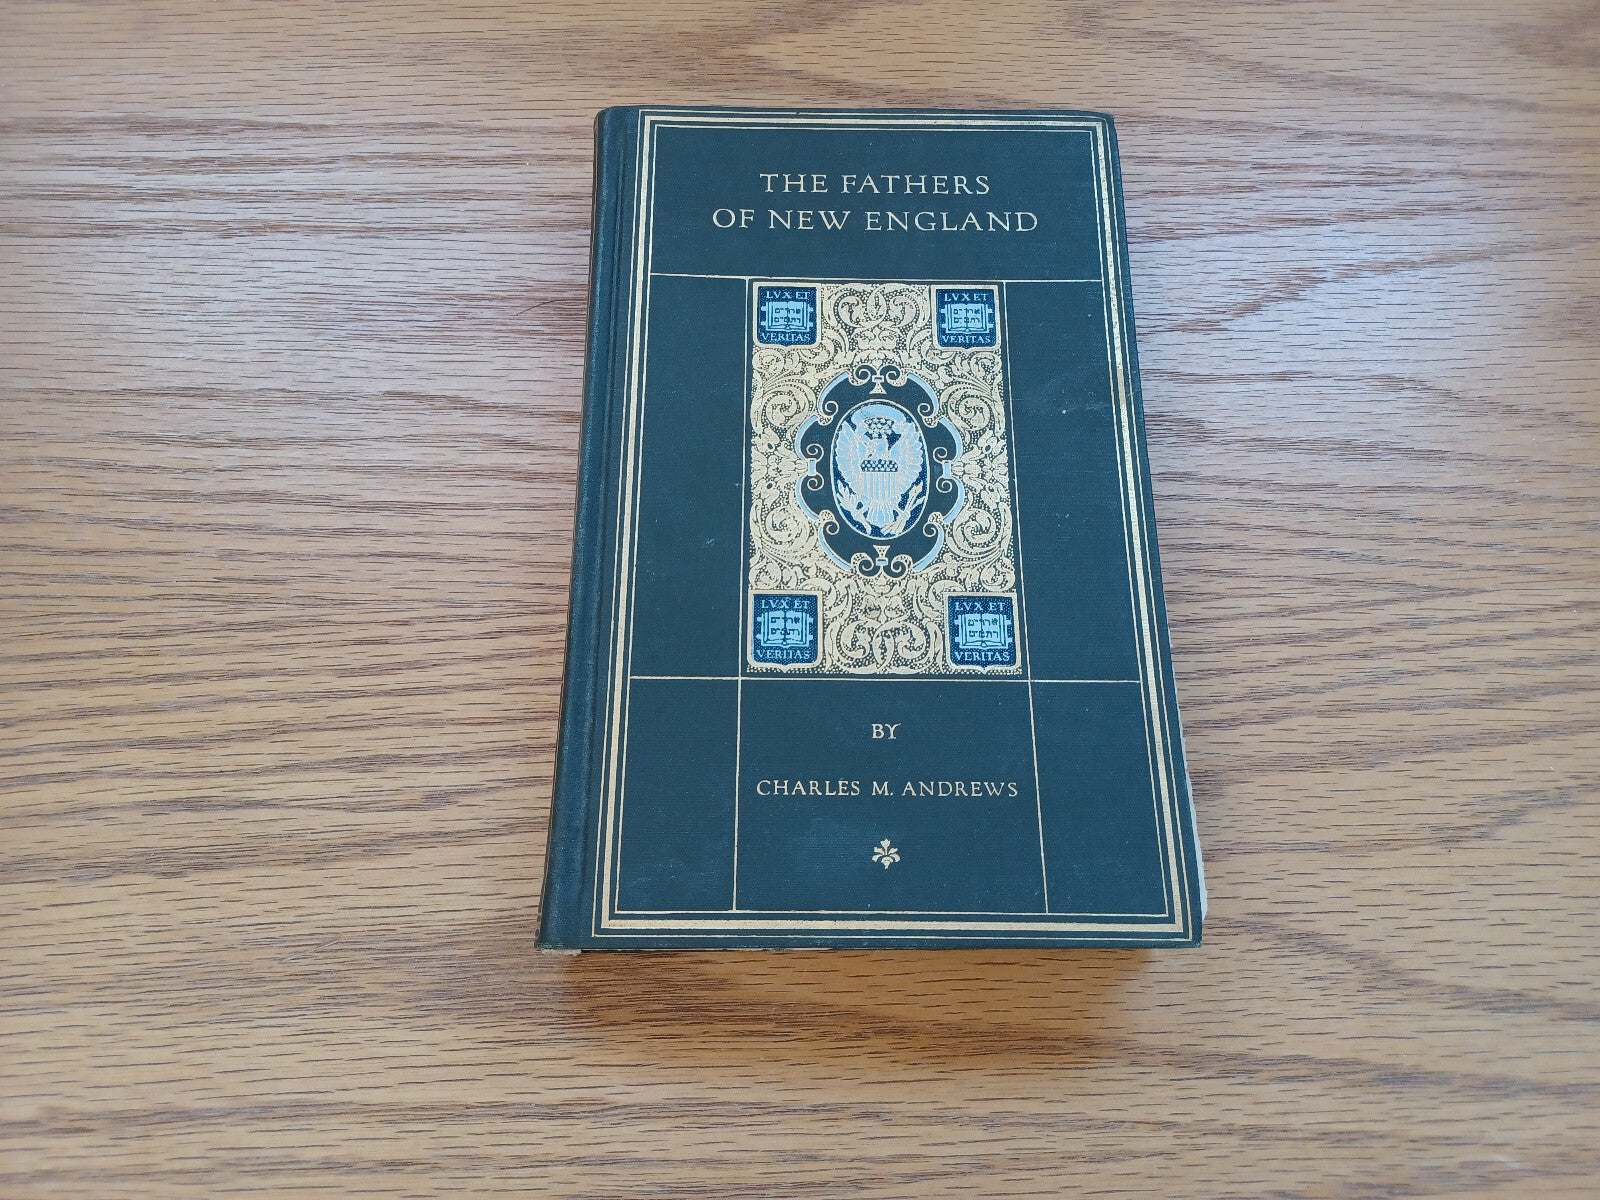 THE FATHERS
OF NEW ENGLAND
LVX ET
VERITAS
LVX ET
VERITAS
LVX ET
VERITAS
LVX ET
VERITAS
BY
CHARLES M. ANDREWS